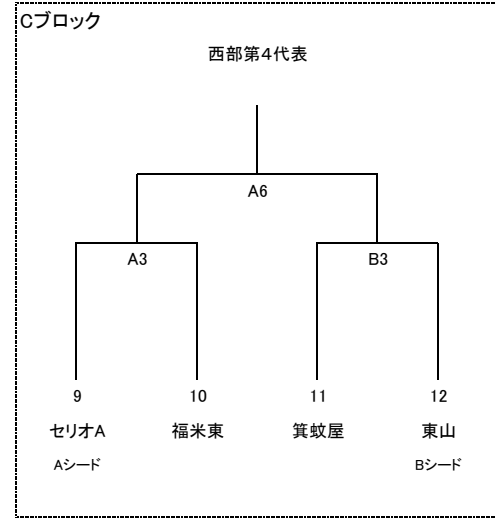 Cブロック
西部第4代表
A6
A3 B3
9 10 11 12
セリオA 福米東 箕蚊屋 東山
Aシード Bシード